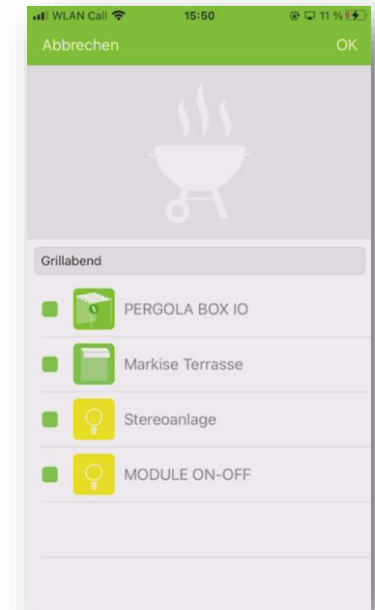 WLAN Call 15:50 11 %
Abbrechen OK
Grillabend
PERGOLA BOX IO
Markise Terrasse
Stereoanlage
MODULE ON-OFF